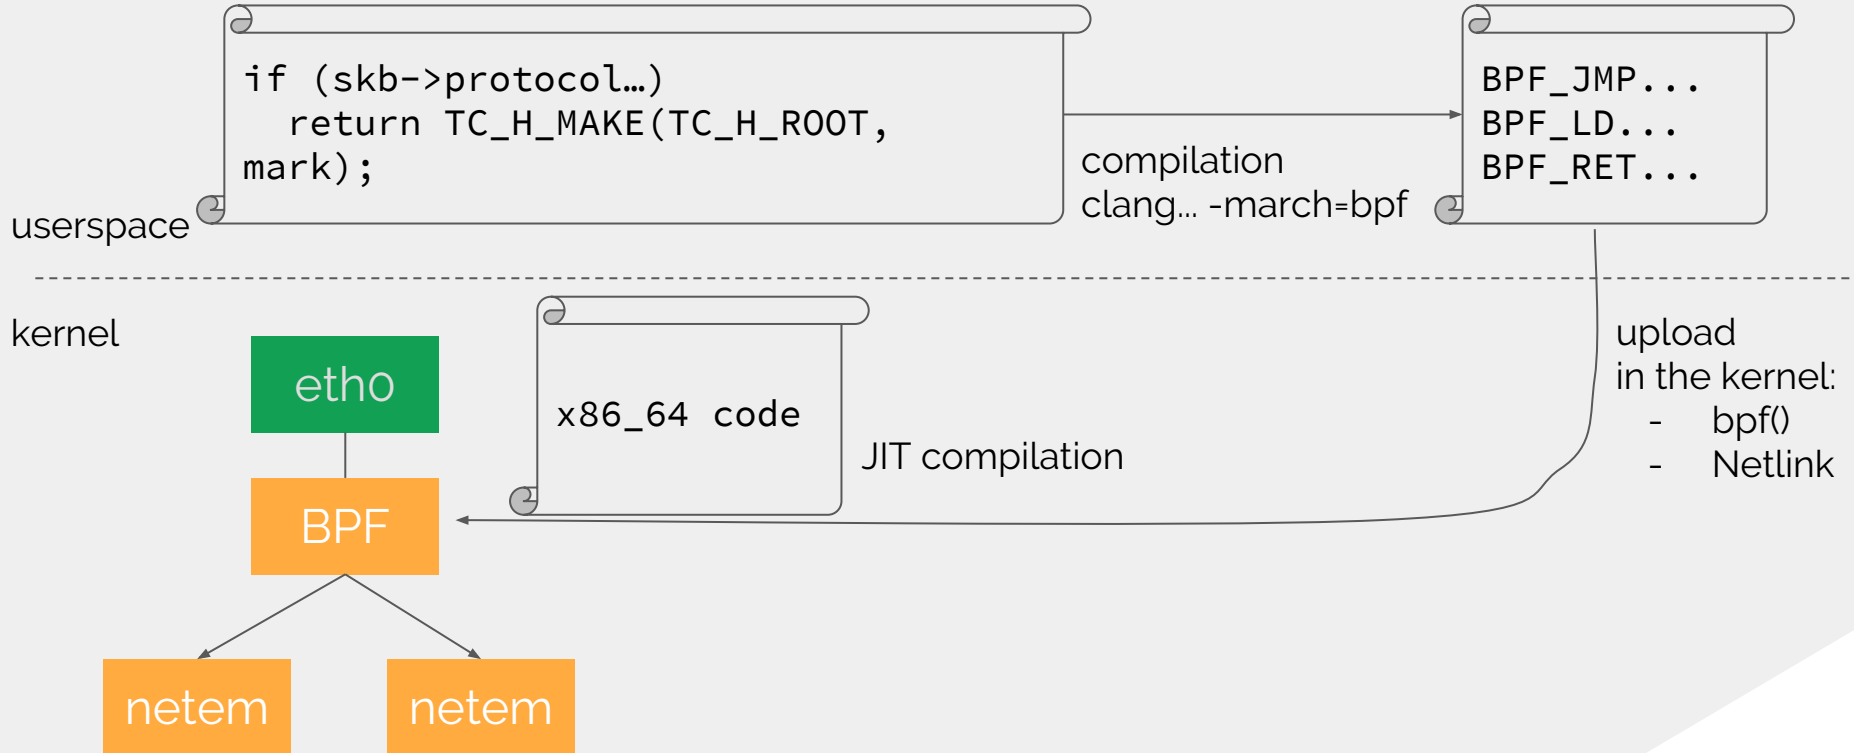 if (skb->protocol…)
  return TC_H_MAKE(TC_H_ROOT,
mark);
compilation
clang... -march=bpf
BPF_JMP...
BPF_LD...
BPF_RET...
userspace
kernel
eth0
x86_64 code
JIT compilation
upload
in the kernel:
- bpf()
- Netlink
BPF
netem
netem